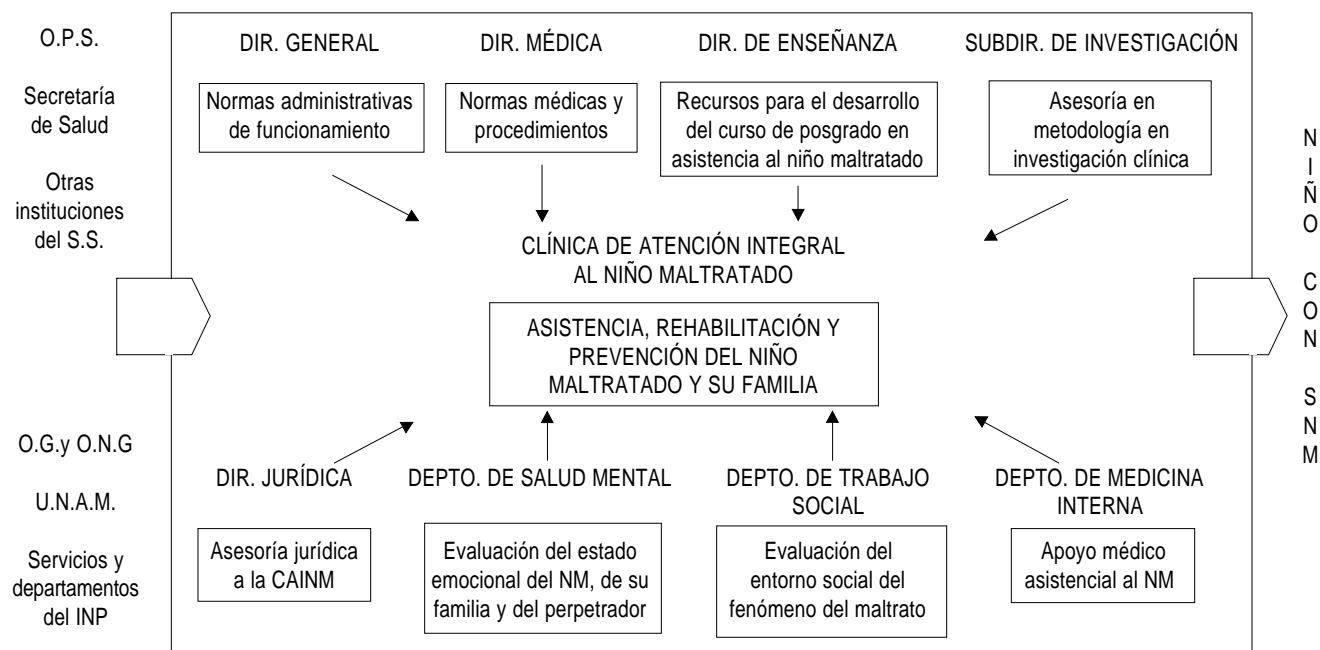 O.P.S.
Secretaría
de Salud
Otras
instituciones
del S.S.
O.G.y O.N.G
U.N.A.M.
Servicios y
departamentos
del INP
DIR. GENERAL
Normas administrativas
de funcionamiento
DIR. MÉDICA
Normas médicas y
procedimientos
DIR. DE ENSEÑANZA
Recursos para el desarrollo
del curso de posgrado en
asistencia al niño maltratado
SUBDIR. DE INVESTIGACIÓN
Asesoría en
metodología en
investigación clínica
CLÍNICA DE ATENCIÓN INTEGRAL
AL NIÑO MALTRATADO
ASISTENCIA, REHABILITACIÓN Y
PREVENCIÓN DEL NIÑO
MALTRATADO Y SU FAMILIA
DIR. JURÍDICA
Asesoría jurídica
a la CAINM
DEPTO. DE SALUD MENTAL
Evaluación del estado
emocional del NM, de su
familia y del perpetrador
DEPTO. DE TRABAJO
SOCIAL
Evaluación del
entorno social del
fenómeno del maltrato
DEPTO. DE MEDICINA
INTERNA
Apoyo médico
asistencial al NM
NIÑO CON SNM